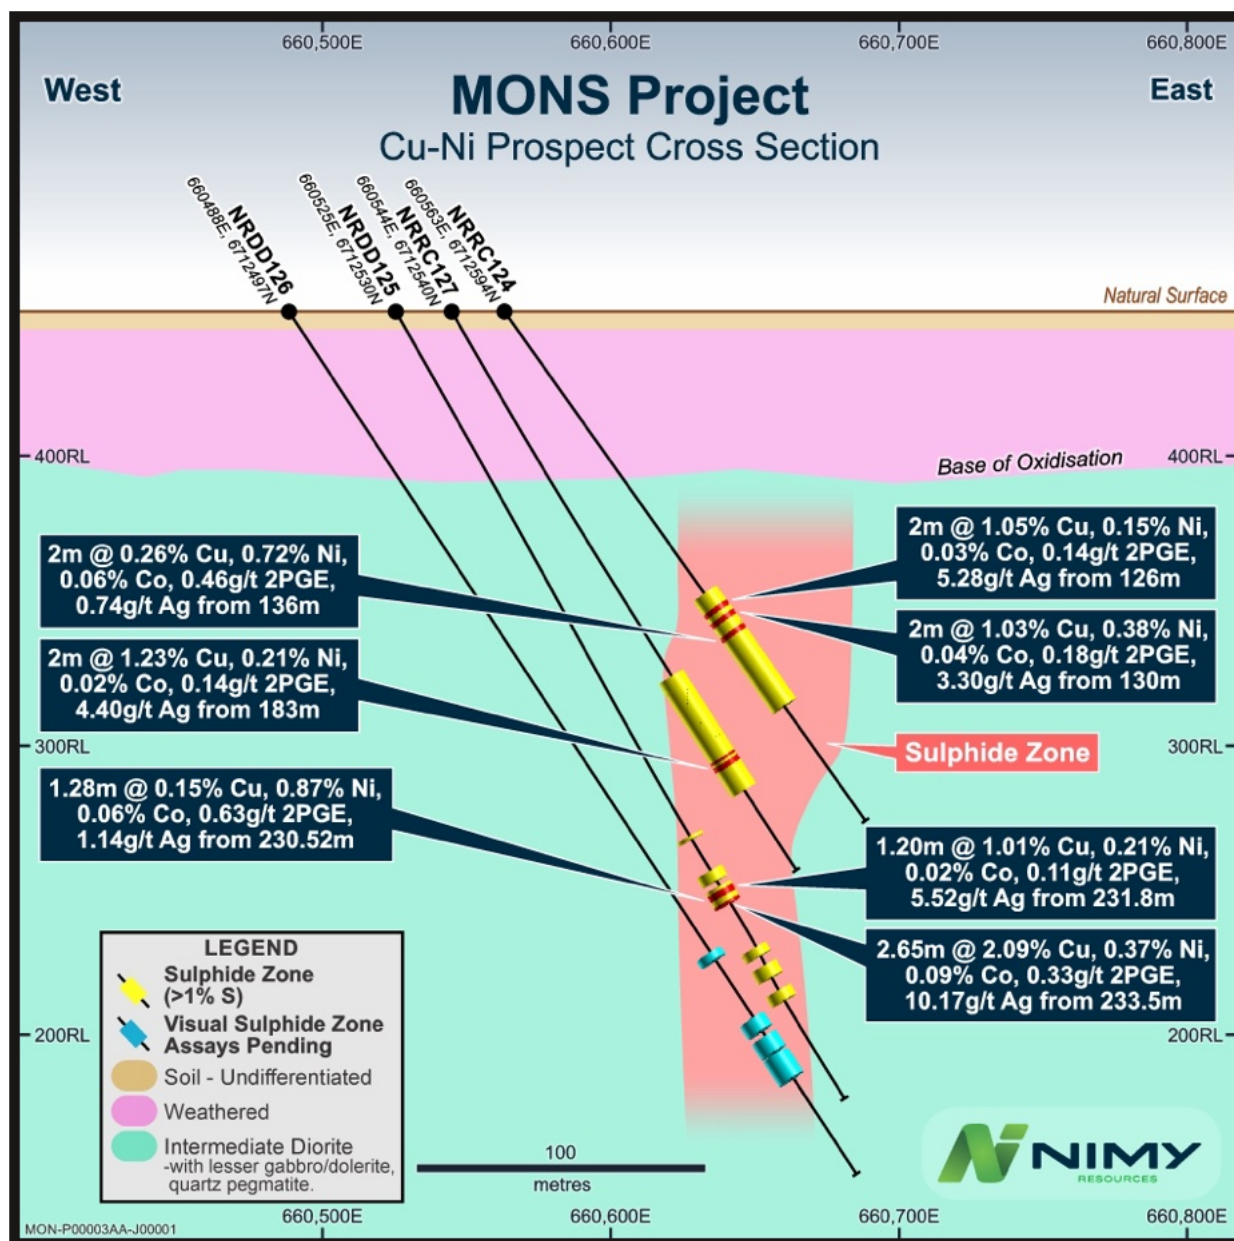 660,500E
660,600E
660,700E
660,800E
West
MONS Project
East
Cu-Ni Prospect Cross Section
NRDD126
660488E, 6712497N
NRDD125
660525E, 6712530N
NRRC127
660544E, 6712540N
NRRC124
660563E, 6712594N
Natural Surface
400RL
Base of Oxidisation
400RL
2m @ 0.26% Cu, 0.72% Ni,
0.06% Co, 0.46g/t 2PGE,
0.74g/t Ag from 136m
2m @ 1.05% Cu, 0.15% Ni,
0.03% Co, 0.14g/t 2PGE,
5.28g/t Ag from 126m
2m @ 1.03% Cu, 0.38% Ni,
0.04% Co, 0.18g/t 2PGE,
3.30g/t Ag from 130m
2m @ 1.23% Cu, 0.21% Ni,
0.02% Co, 0.14g/t 2PGE,
4.40g/t Ag from 183m
300RL
Sulphide Zone
300RL
1.28m @ 0.15% Cu, 0.87% Ni,
0.06% Co, 0.63g/t 2PGE,
1.14g/t Ag from 230.52m
1.20m @ 1.01% Cu, 0.21% Ni,
0.02% Co, 0.11g/t 2PGE,
5.52g/t Ag from 231.8m
2.65m @ 2.09% Cu, 0.37% Ni,
0.09% Co, 0.33g/t 2PGE,
10.17g/t Ag from 233.5m
LEGEND
Sulphide Zone
(>1% S)
Visual Sulphide Zone
Assays Pending
Soil - Undifferentiated
Weathered
Intermediate Diorite
-with lesser gabbro/dolerite,
quartz pegmatite.
200RL
200RL
100
metres
NIMY
RESOURCES
MON-P00003AA-J00001
660,500E
660,600E
660,700E
660,800E